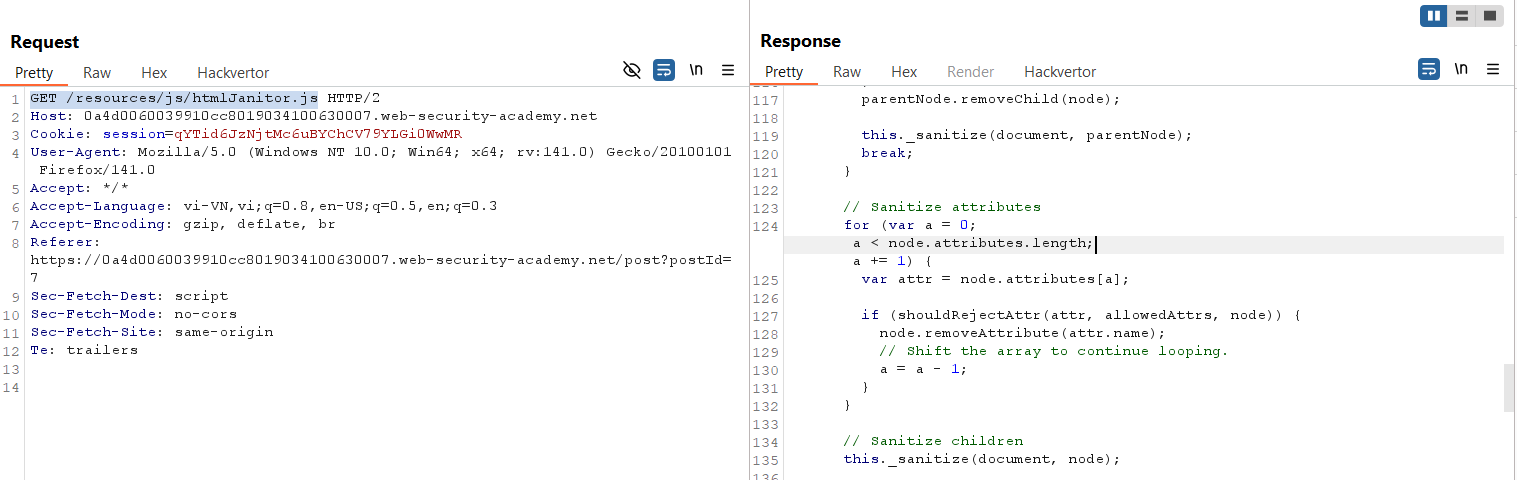 Request
Pretty Raw Hex Hackvertor \n
1 GET /resources/js/htmlJanitor.js HTTP/2
2 Host: 0a4d0060039910cc8019034100630007.web-security-academy.net
3 Cookie: session=qYTid6JzNjtMc6uBYChCV79YLGi0WwMR
4 User-Agent: Mozilla/5.0 (Windows NT 10.0; Win64; x64; rv:141.0) Gecko/20100101
Firefox/141.0
5 Accept: */*
6 Accept-Language: vi-VN,vi;q=0.8,en-US;q=0.5,en;q=0.3
7 Accept-Encoding: gzip, deflate, br
8 Referer:
https://0a4d0060039910cc8019034100630007.web-security-academy.net/post?postId=
7
9 Sec-Fetch-Dest: script
10 Sec-Fetch-Mode: no-cors
11 Sec-Fetch-Site: same-origin
12 Te: trailers
13
14
Response
Pretty Raw Hex Render Hackvertor \n
117 parentNode.removeChild(node);
118
119 this._sanitize(document, parentNode);
120 break;
121 }
122
123 // Sanitize attributes
124 for (var a = 0;
a < node.attributes.length;
a += 1) {
125 var attr = node.attributes[a];
126
127 if (shouldRejectAttr(attr, allowedAttrs, node)) {
128 node.removeAttribute(attr.name);
129 // Shift the array to continue looping.
130 a = a - 1;
131 }
132 }
133
134 // Sanitize children
135 this._sanitize(document, node);